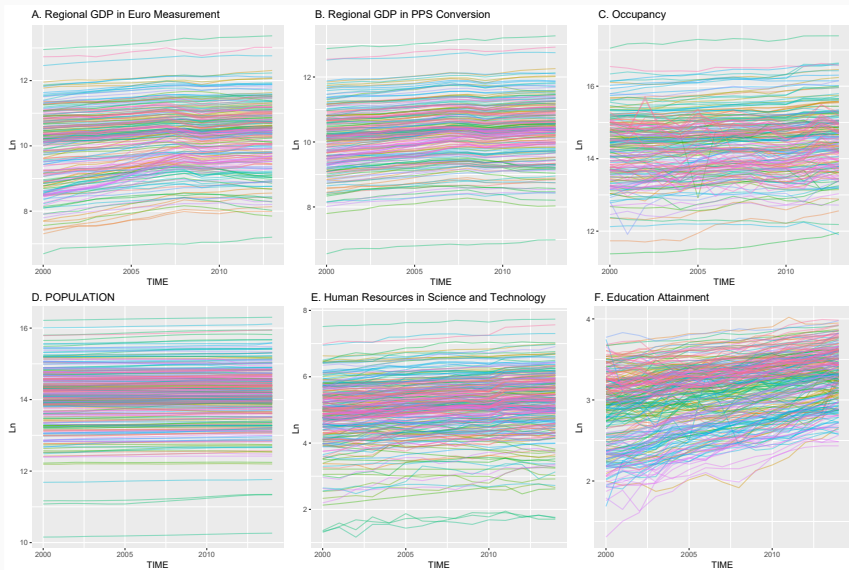 A. Regional GDP in Euro Measurement
Ln
12
10
8
2000 2005 2010
TIME
B. Regional GDP in PPS Conversion
Ln
12
10
8
2000 2005 2010
TIME
C. Occupancy
Ln
16
14
12
2000 2005 2010
TIME
D. POPULATION
Ln
16
14
12
10
2000 2005 2010
TIME
E. Human Resources in Science and Technology
Ln
8
6
4
2
2000 2005 2010
TIME
F. Education Attainment
Ln
4
3
2
2000 2005 2010
TIME